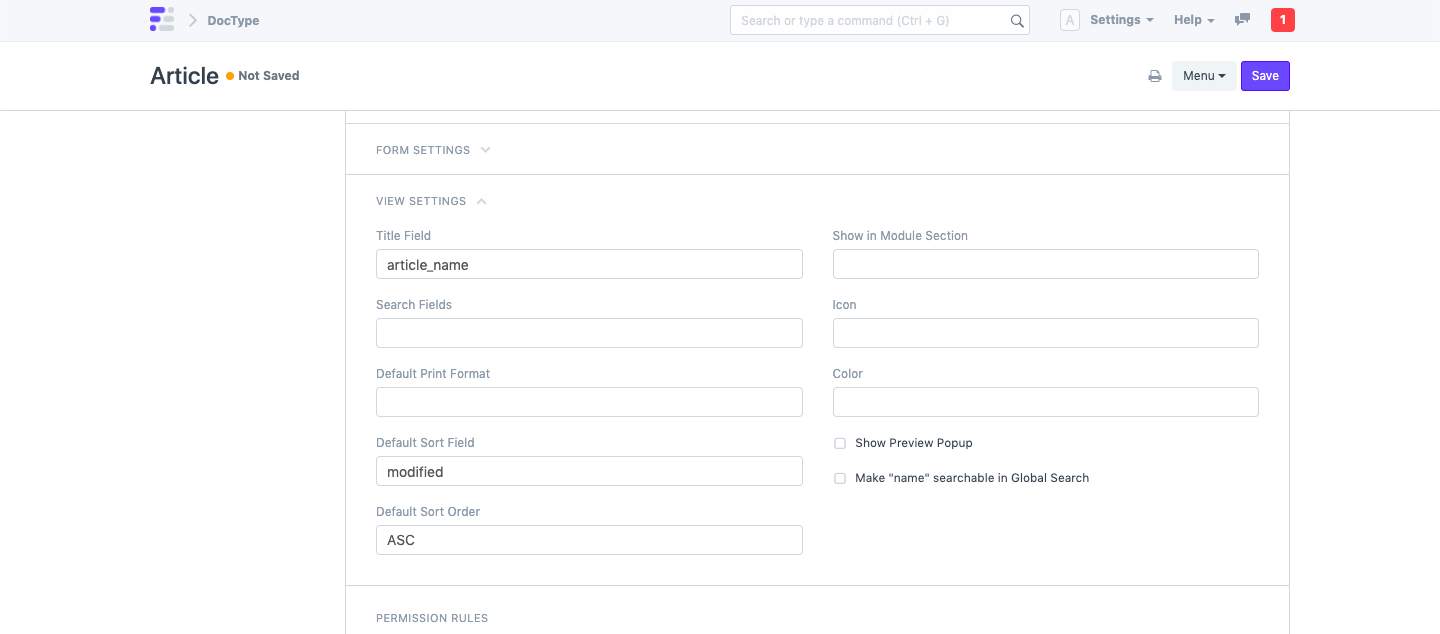 DocType
Search or type a command (Ctrl + G)
A
Settings
Help
1
Article
Not Saved
Menu
Save
FORM SETTINGS
VIEW SETTINGS
Title Field
article_name
Search Fields
Default Print Format
Default Sort Field
modified
Default Sort Order
ASC
Show in Module Section
Icon
Color
Show Preview Popup
Make "name" searchable in Global Search
PERMISSION RULES